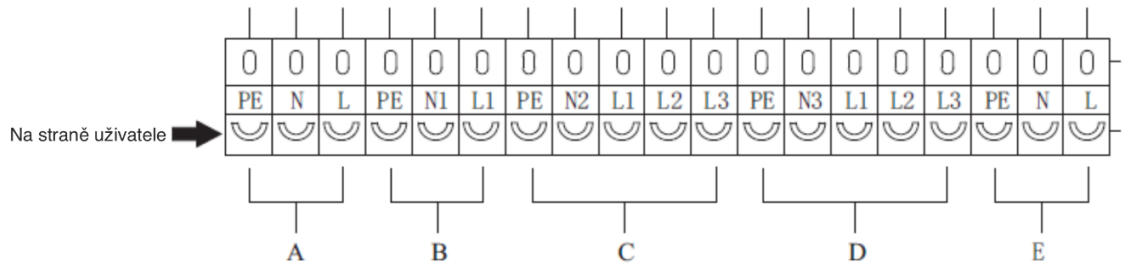 PE N L PE N1 L1 PE N2 L1 L2 L3 PE N3 L1 L2 L3 PE N L
Na straně uživatele
A B C D E